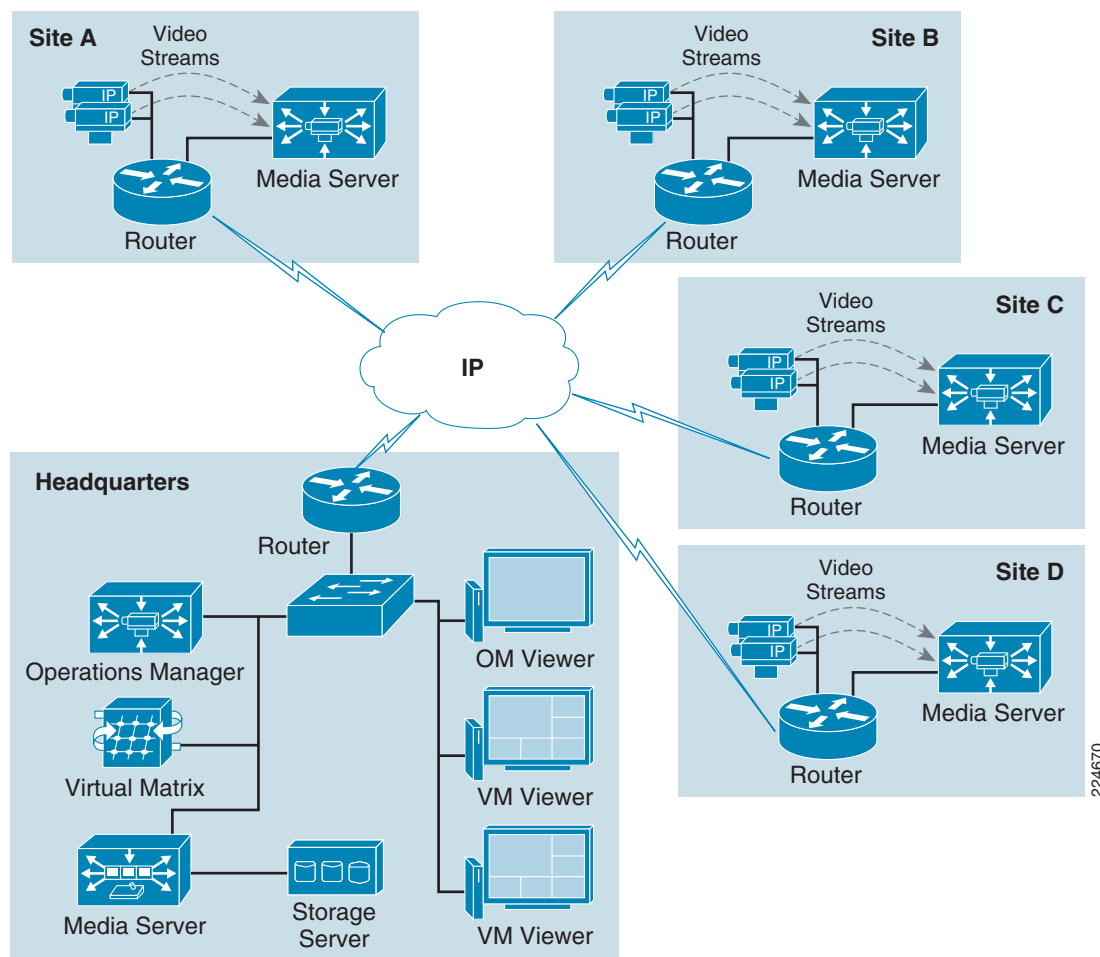 Site A
Video
Streams
IP
IP
Media Server
Router
Site B
Video
Streams
IP
IP
Media Server
Router
IP
Site C
Video
Streams
IP
IP
Media Server
Router
Headquarters
Router
Operations Manager
OM Viewer
Virtual Matrix
VM Viewer
Media Server
Storage
Server
VM Viewer
Site D
Video
Streams
IP
IP
Media Server
Router
224670